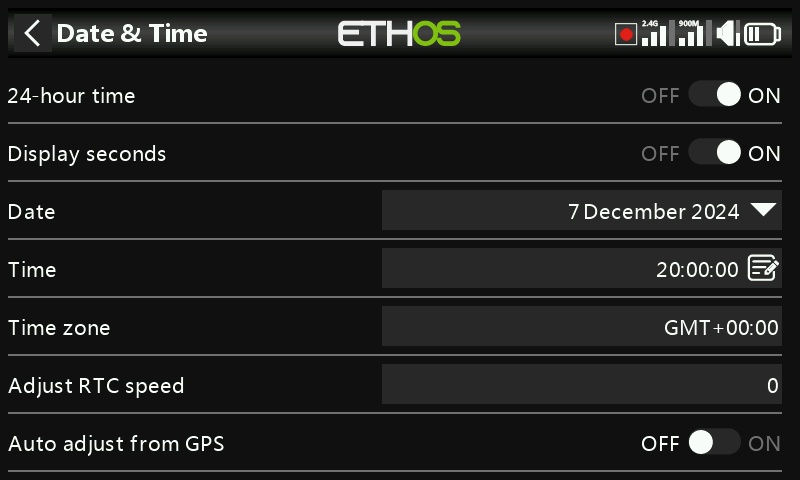 Date & Time ETHOS 2.4G 900M
24-hour time OFF ON
Display seconds OFF ON
Date 7 December 2024
Time 20:00:00
Time zone GMT+00:00
Adjust RTC speed 0
Auto adjust from GPS OFF ON